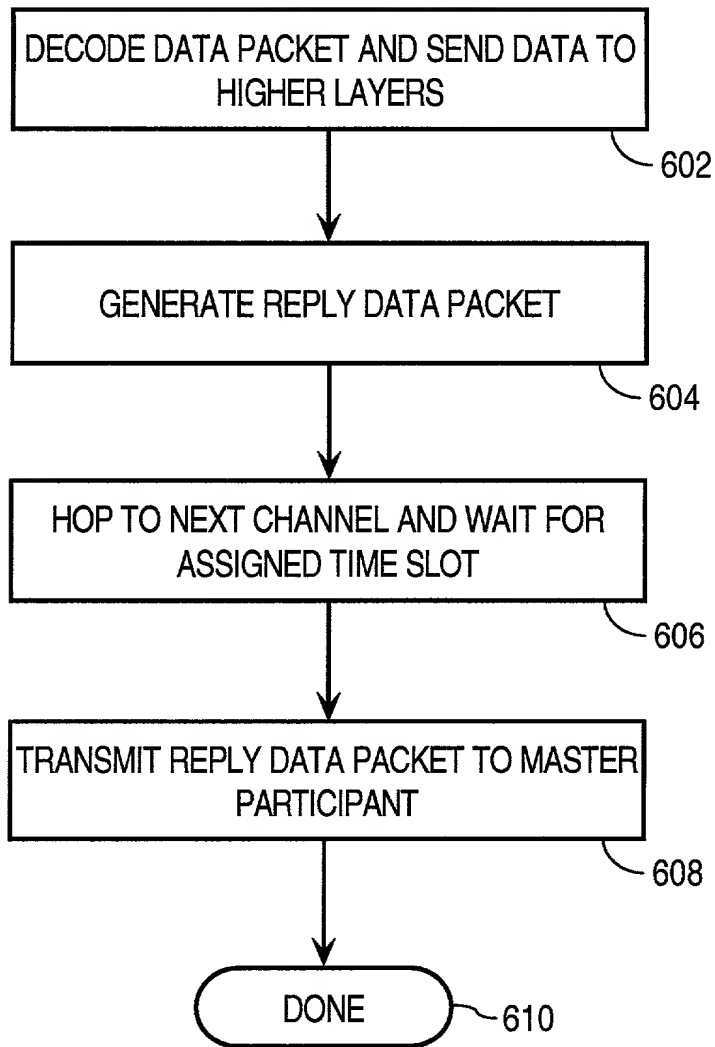 DECODE DATA PACKET AND SEND DATA TO
HIGHER LAYERS
602
GENERATE REPLY DATA PACKET
604
HOP TO NEXT CHANNEL AND WAIT FOR
ASSIGNED TIME SLOT
606
TRANSMIT REPLY DATA PACKET TO MASTER
PARTICIPANT
608
DONE
610